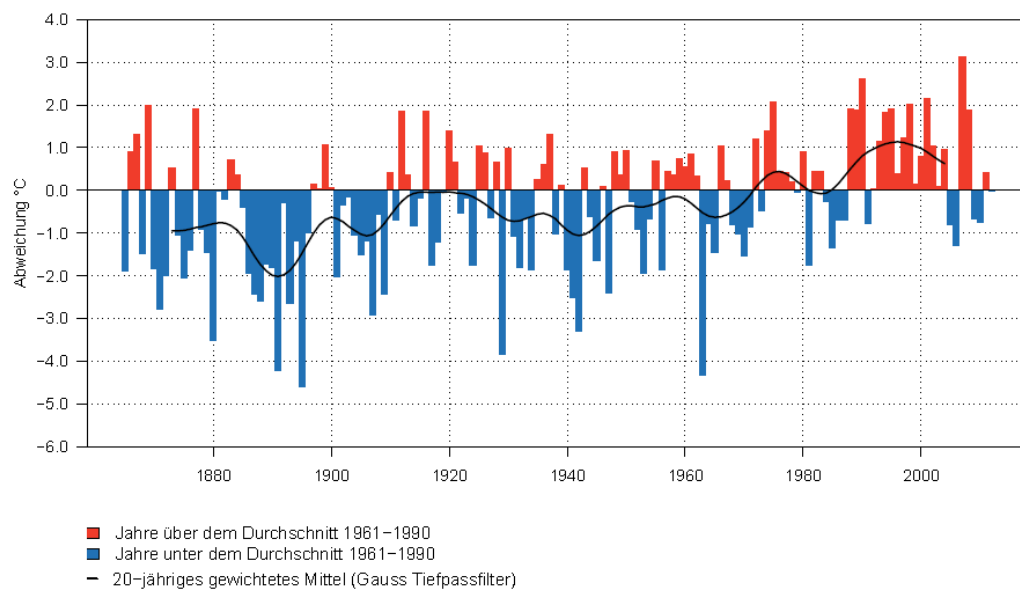 4.0
3.0
2.0
1.0
0.0
−1.0
−2.0
−3.0
−4.0
−5.0
−6.0
Abweichung °C
1880 1900 1920 1940 1960 1980 2000
Jahre über dem Durchschnitt 1961−1990
Jahre unter dem Durchschnitt 1961−1990
20−jähriges gewichtetes Mittel (Gauss Tiefpassfilter)